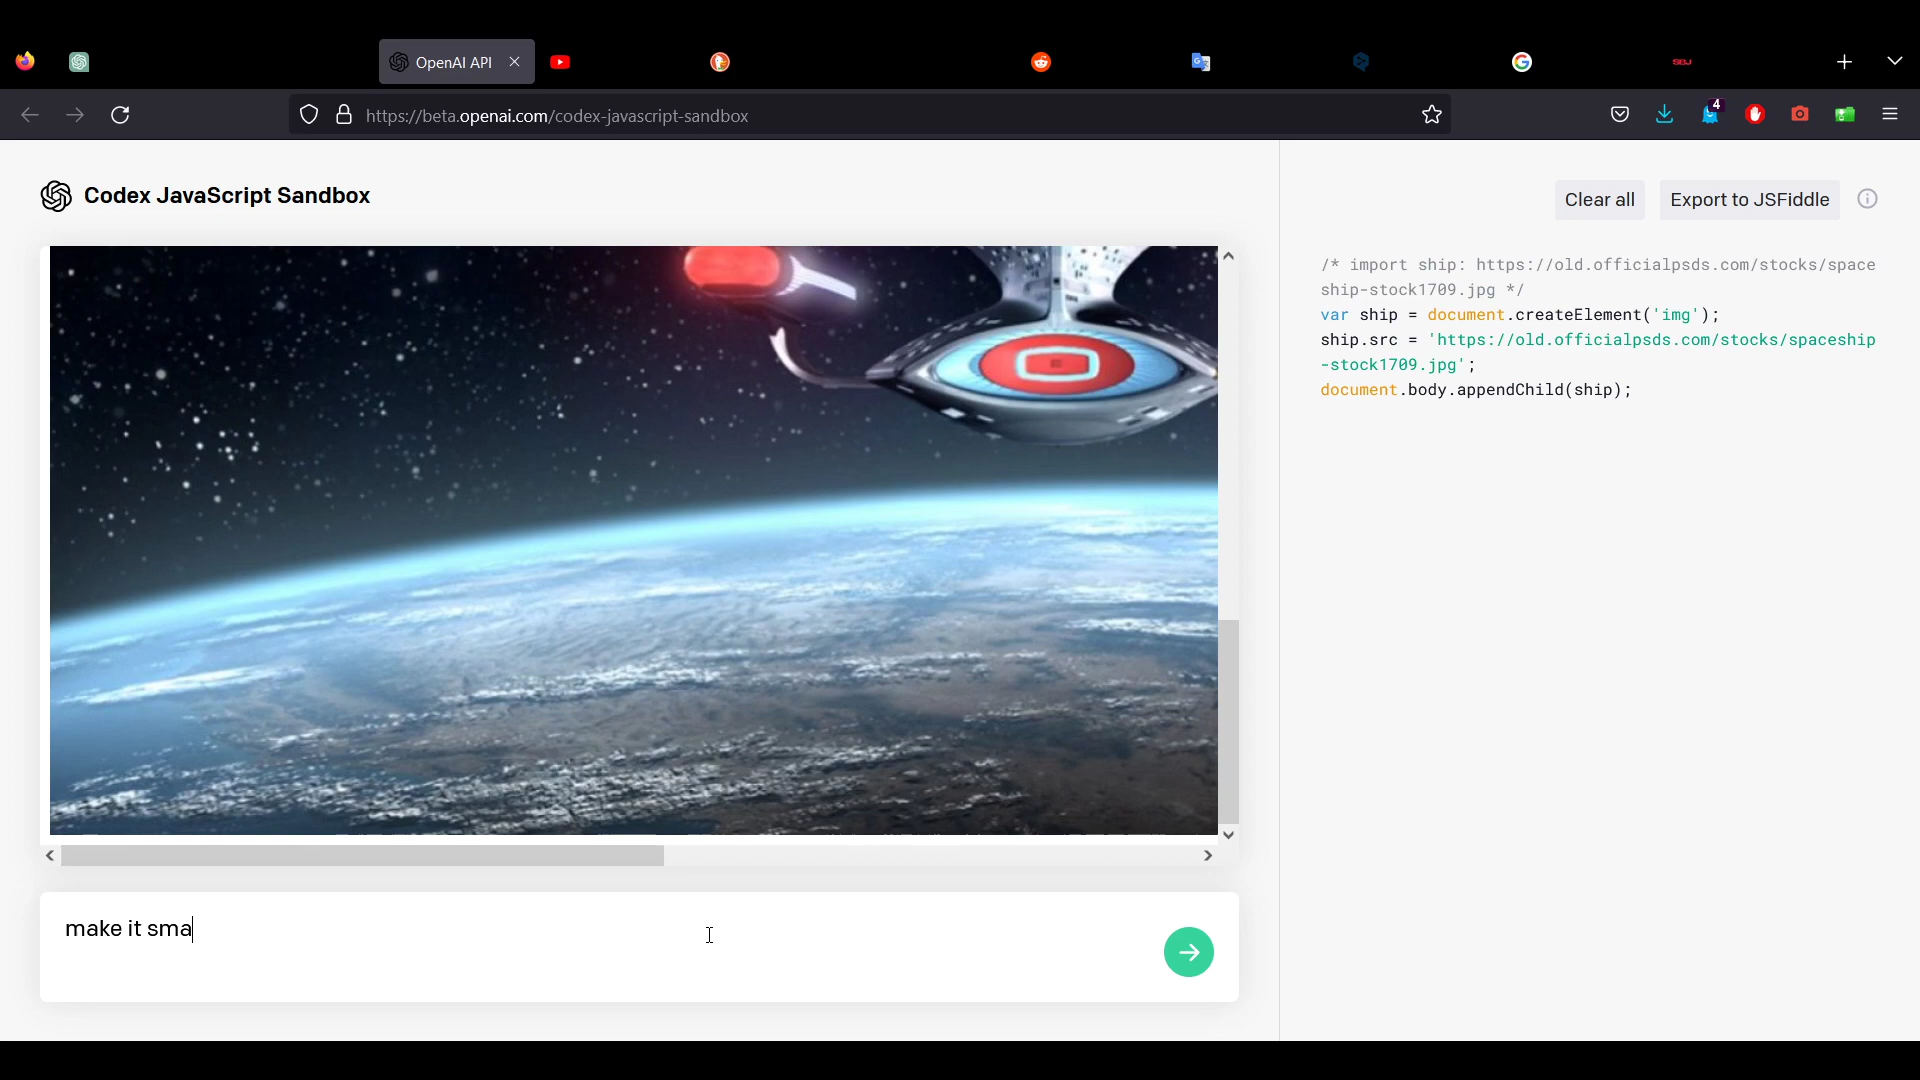 OpenAI API
SBJ
https://beta.openai.com/codex-javascript-sandbox
4
Codex JavaScript Sandbox
Clear all
Export to JSFiddle
/* import ship: https://old.officialpsds.com/stocks/space
ship-stock1709.jpg */
var ship = document.createElement('img');
ship.src = 'https://old.officialpsds.com/stocks/spaceship
-stock1709.jpg';
document.body.appendChild(ship);
make it sma